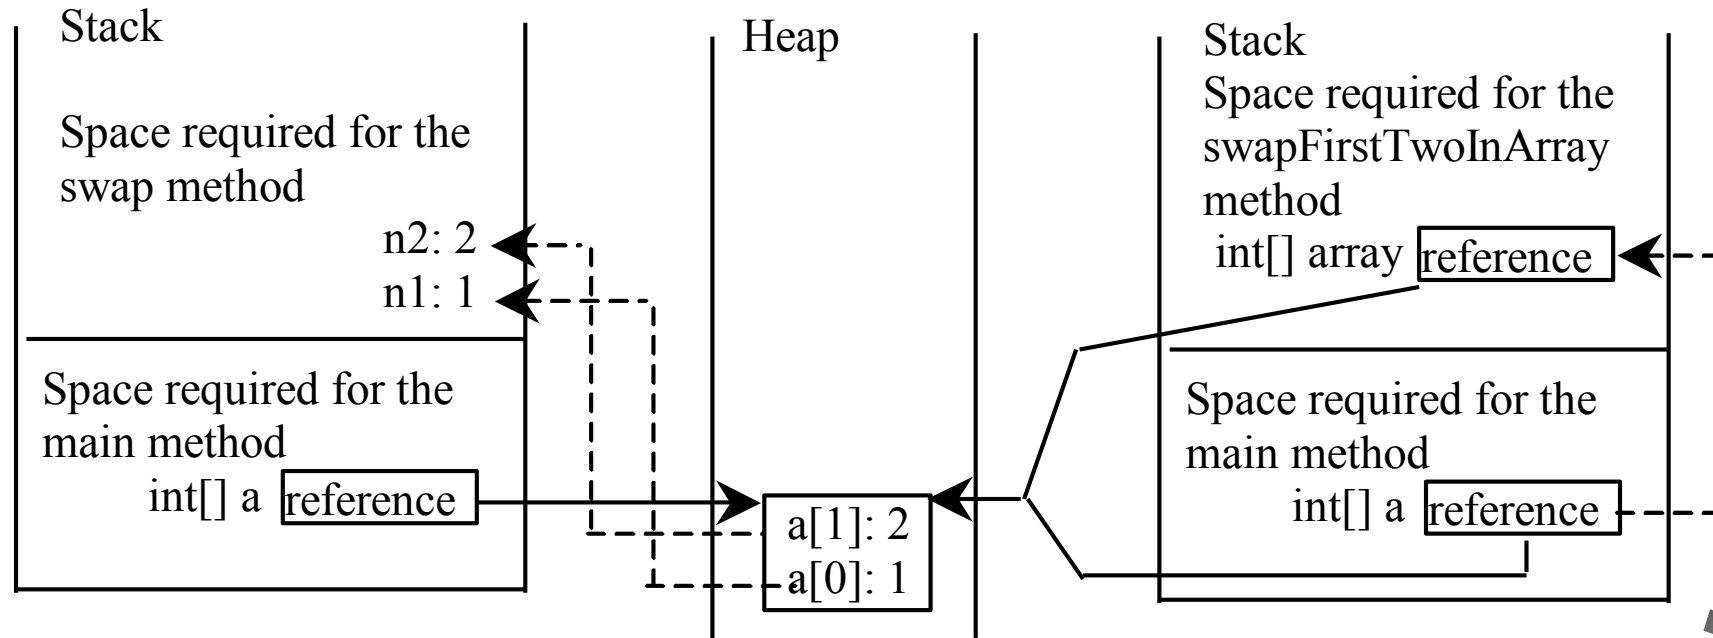 Stack
Space required for the
swap method
n2: 2
n1: 1
Space required for the
main method
int[] a reference
Heap
a[1]: 2
a[0]: 1
Stack
Space required for the
swapFirstTwoInArray
method
int[] array reference
Space required for the
main method
int[] a reference